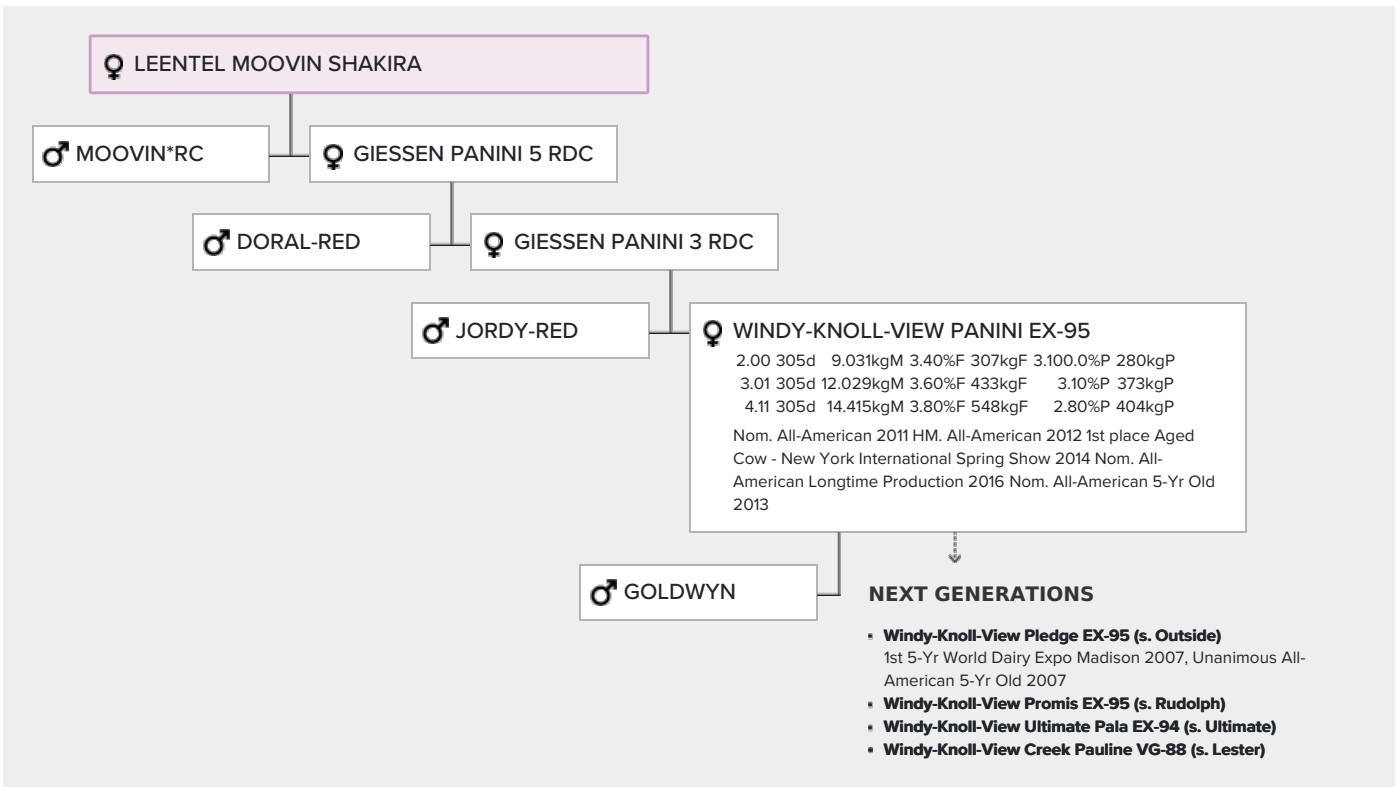 LEENTEL MOOVIN SHAKIRA
MOOVIN*RC
GIESSEN PANINI 5 RDC
DORAL-RED
GIESSEN PANINI 3 RDC
JORDY-RED
WINDY-KNOLL-VIEW PANINI EX-95
2.00 305d 9.031kgM 3.40%F 307kgF 3.100.0%P 280kgP
3.01 305d 12.029kgM 3.60%F 433kgF 3.10%P 373kgP
4.11 305d 14.415kgM 3.80%F 548kgF 2.80%P 404kgP
Nom. All-American 2011 HM. All-American 2012 1st place Aged
Cow - New York International Spring Show 2014 Nom. All-
American Longtime Production 2016 Nom. All-American 5-Yr Old
2013
GOLDWYN
NEXT GENERATIONS
Windy-Knoll-View Pledge EX-95 (s. Outside)
1st 5-Yr World Dairy Expo Madison 2007, Unanimous All-
American 5-Yr Old 2007
Windy-Knoll-View Promis EX-95 (s. Rudolph)
Windy-Knoll-View Ultimate Pala EX-94 (s. Ultimate)
Windy-Knoll-View Creek Pauline VG-88 (s. Lester)